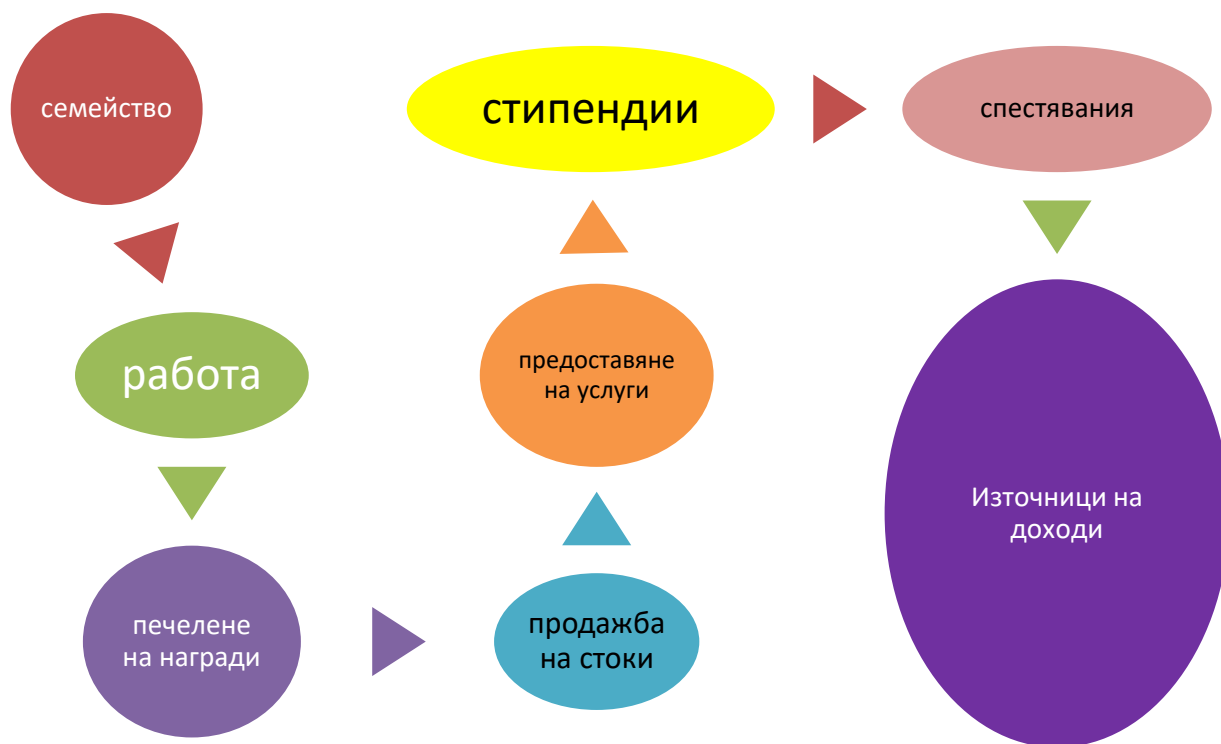 семейство
работа
печелене
на награди
продажба
на стоки
предоставяне
на услуги
стипендии
спестявания
Източници на
доходи